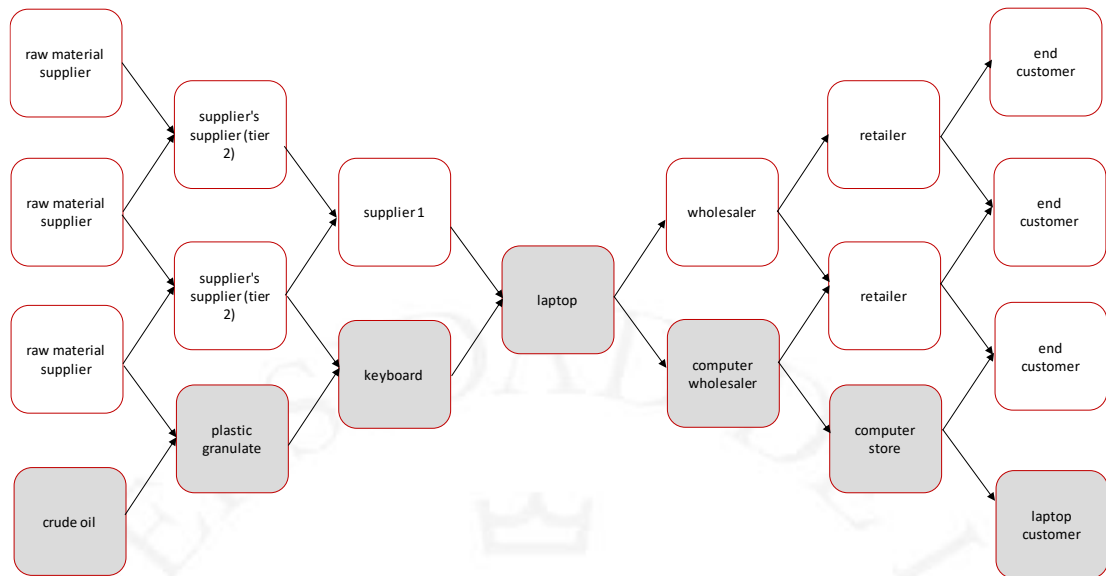 raw material
supplier
raw material
supplier
raw material
supplier
crude oil
supplier's
supplier (tier
2)
supplier's
supplier (tier
2)
plastic
granulate
supplier 1
keyboard
laptop
wholesaler
computer
wholesaler
retailer
retailer
computer
store
end
customer
end
customer
end
customer
laptop
customer